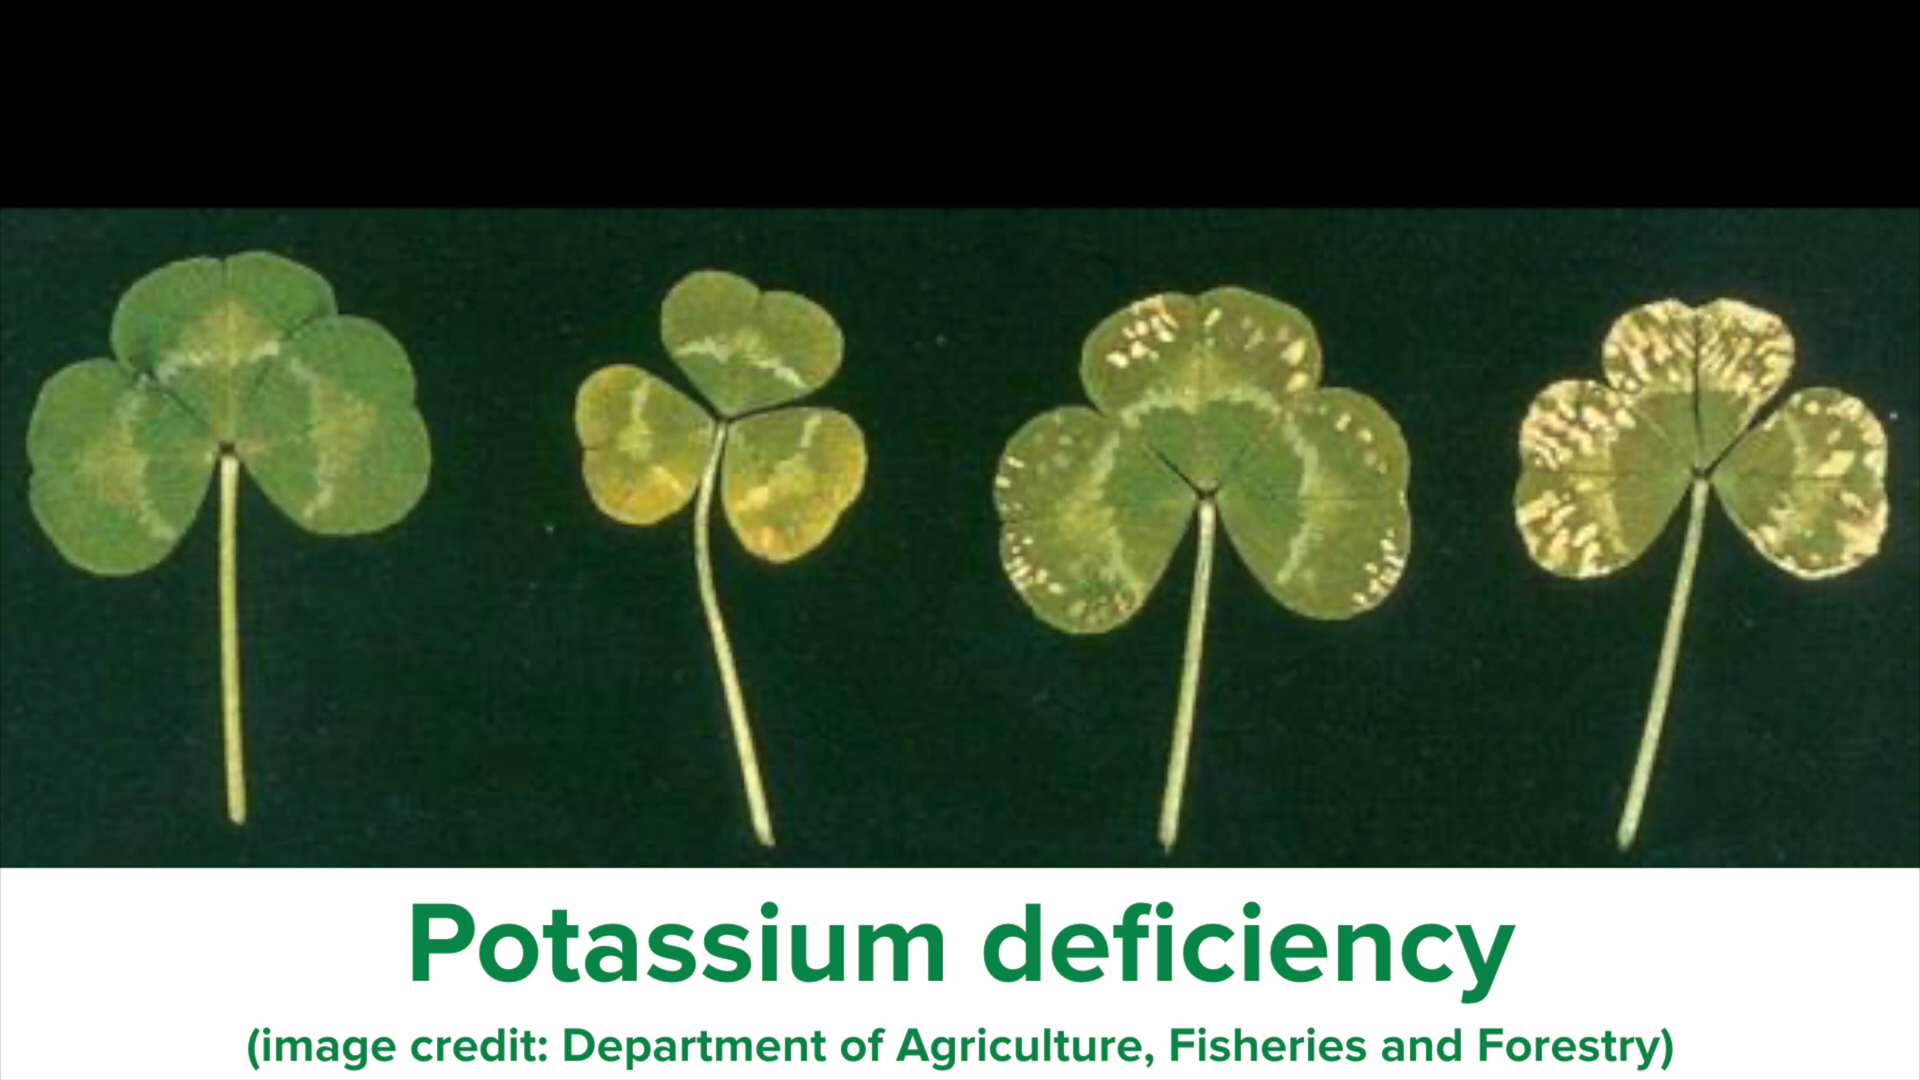 Potassium deficiency
(image credit: Department of Agriculture, Fisheries and Forestry)